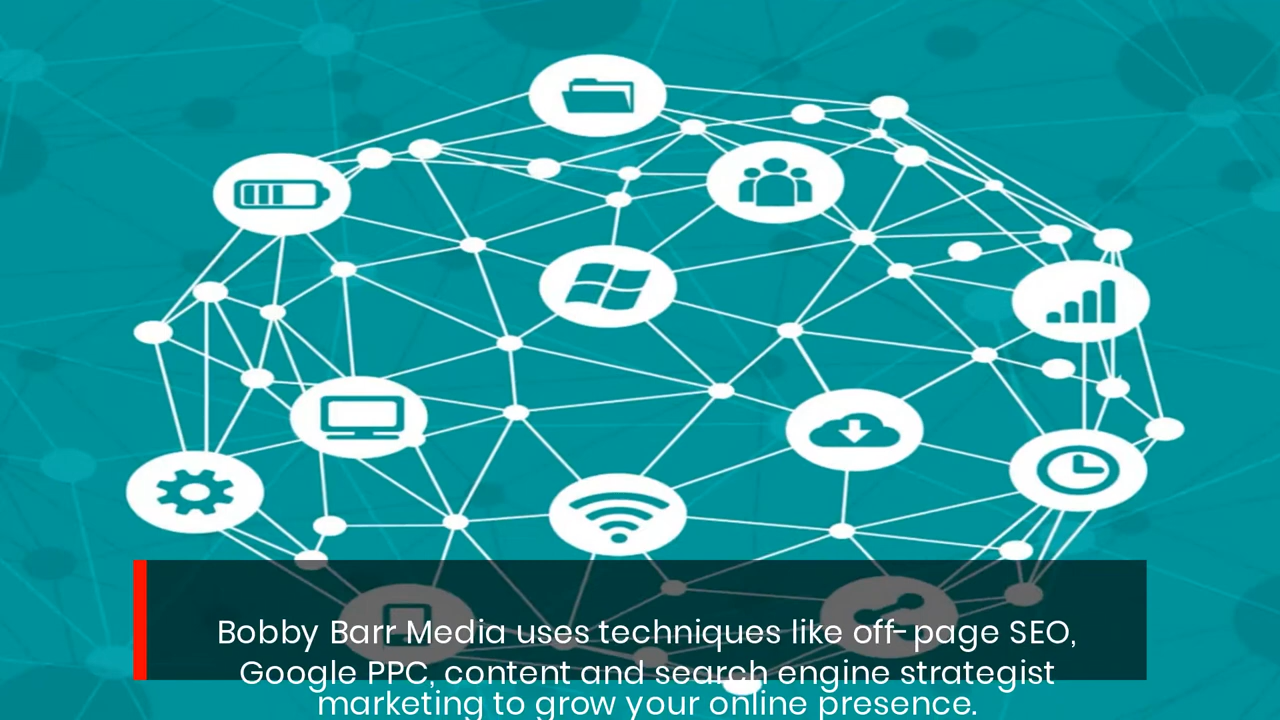 Bobby Barr Media uses techniques like off-page SEO,
Google PPC, content and search engine strategist
marketing to grow your online presence.